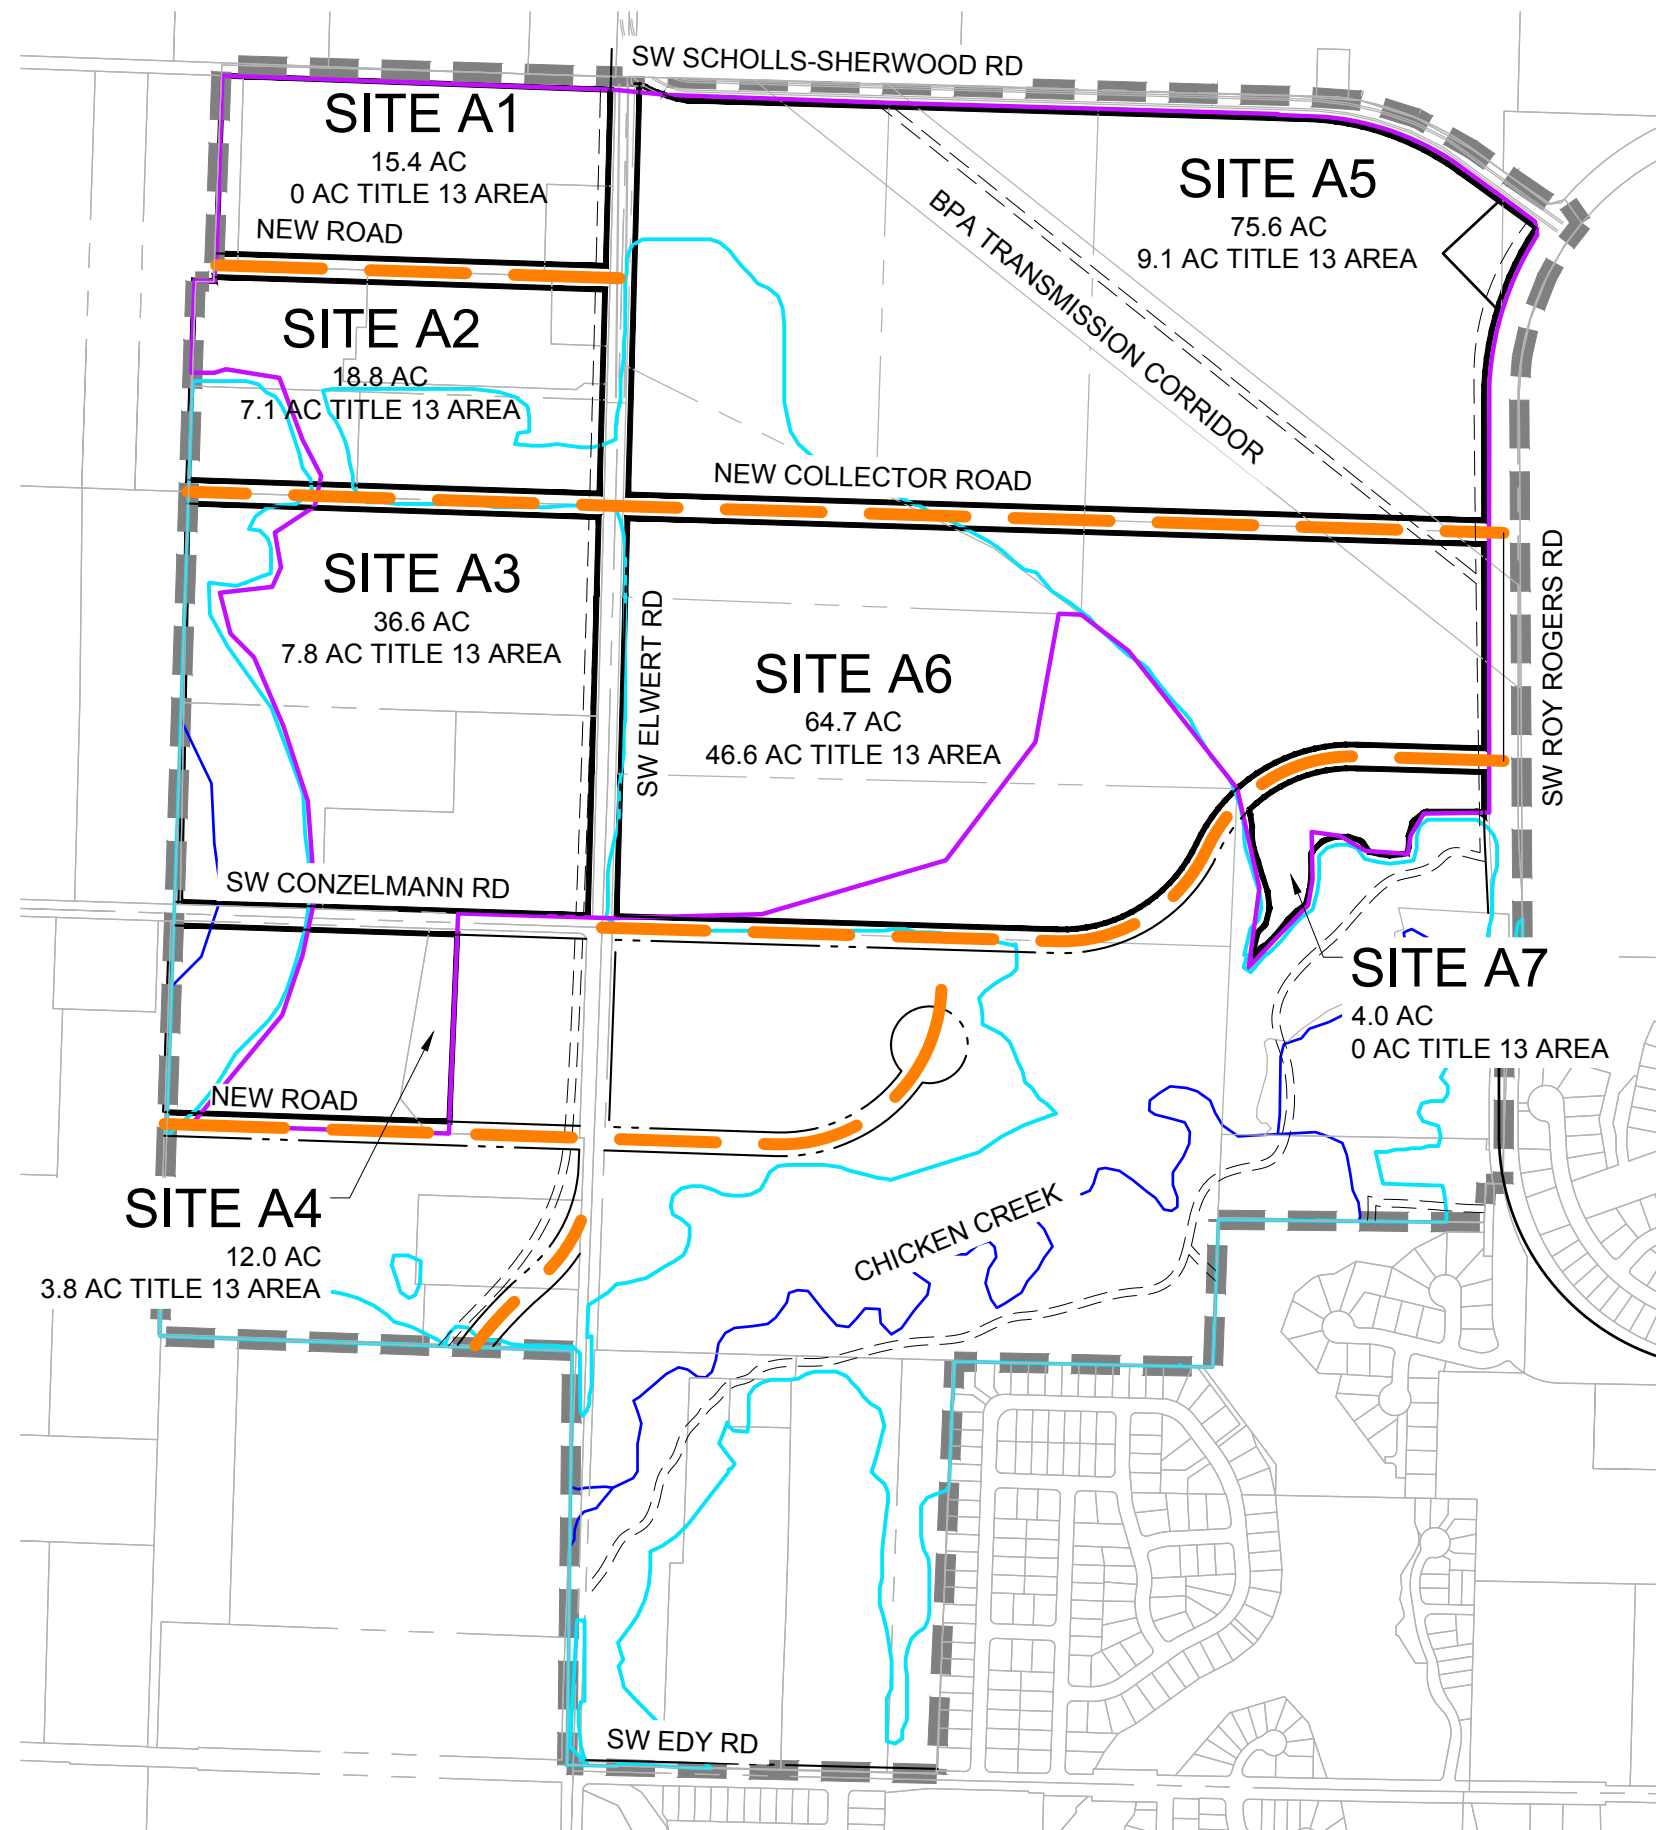 SW SCHOLLS-SHERWOOD RD
SITE A1
15.4 AC
0 AC TITLE 13 AREA
NEW ROAD
SITE A5
75.6 AC
9.1 AC TITLE 13 AREA
BPA TRANSMISSION CORRIDOR
SITE A2
18.8 AC
7.1 AC TITLE 13 AREA
NEW COLLECTOR ROAD
SITE A3
36.6 AC
7.8 AC TITLE 13 AREA
SW ELWERT RD
SITE A6
64.7 AC
46.6 AC TITLE 13 AREA
SW ROY ROGERS RD
SW CONZELMANN RD
SITE A7
4.0 AC
0 AC TITLE 13 AREA
NEW ROAD
SITE A4
12.0 AC
3.8 AC TITLE 13 AREA
CHICKEN CREEK
SW EDY RD